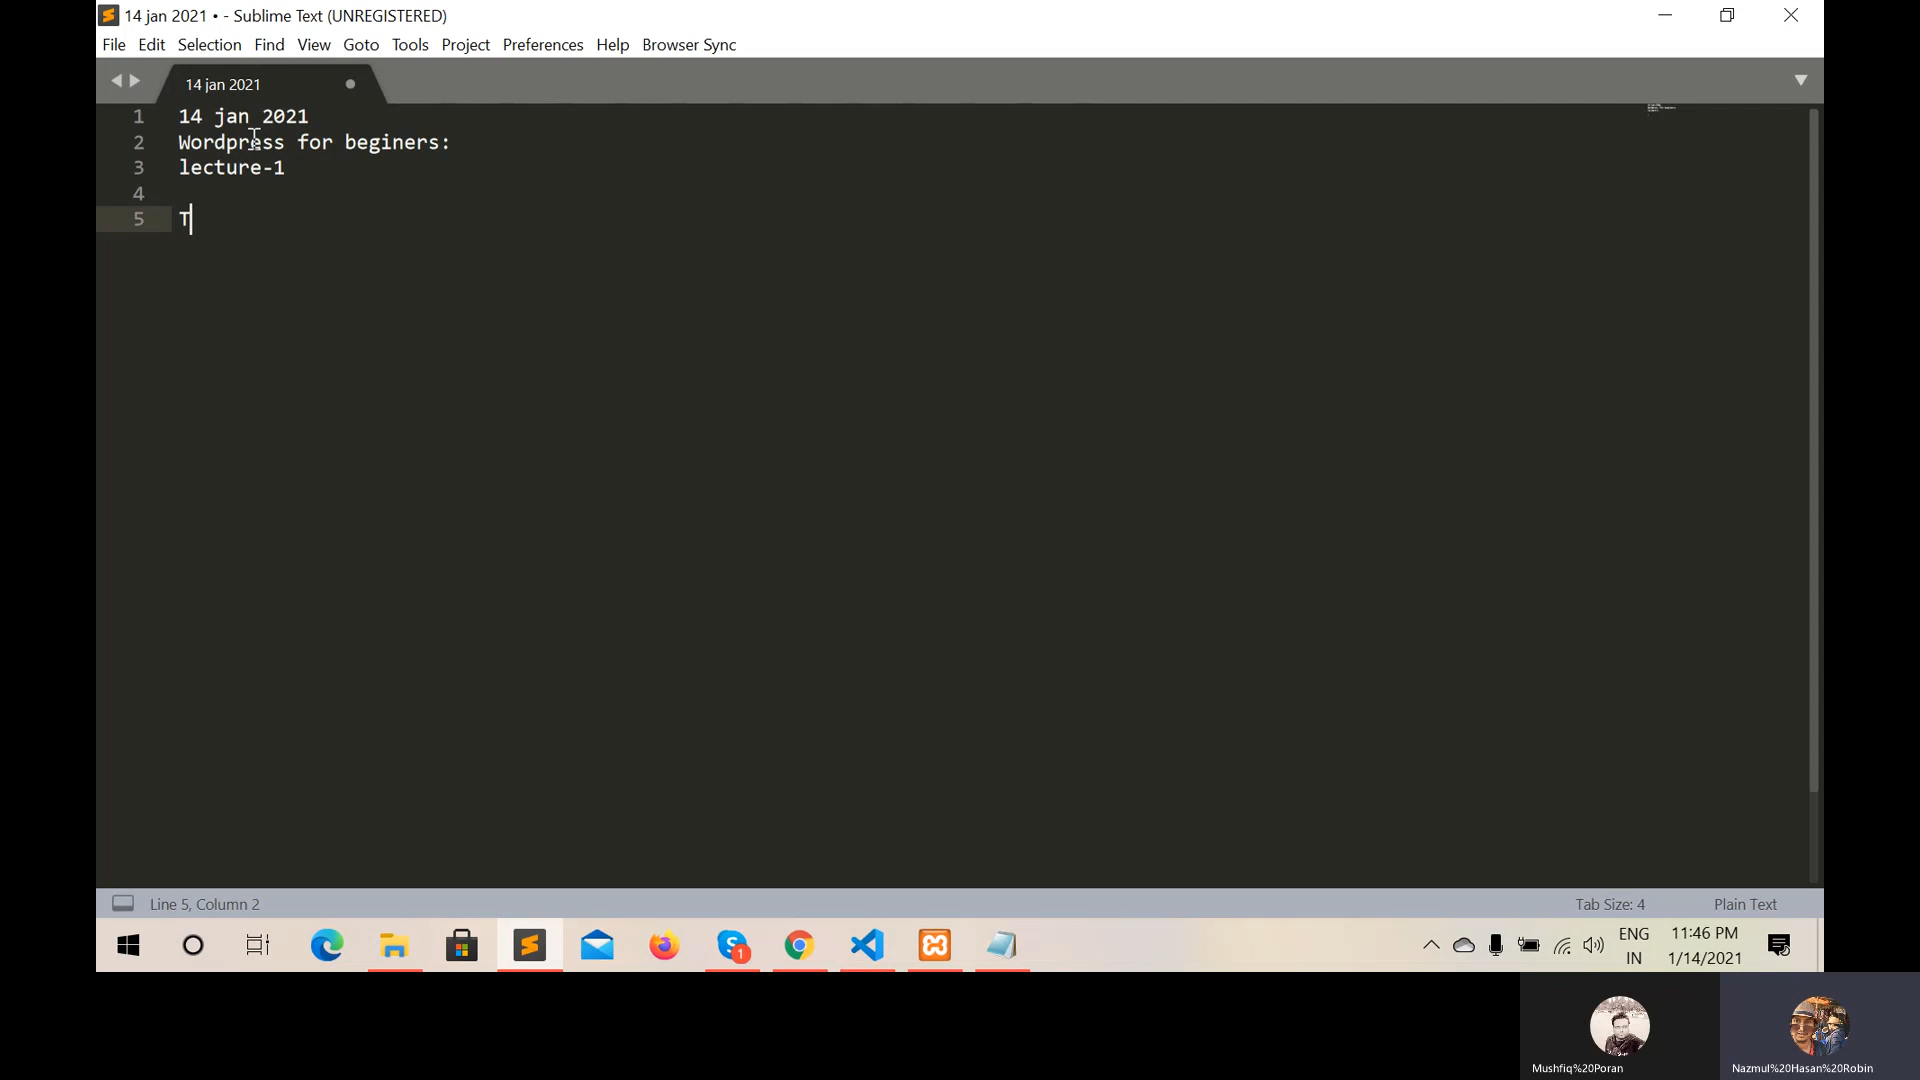 14 jan 2021 • - Sublime Text (UNREGISTERED)
File Edit Selection Find View Goto Tools Project Preferences Help Browser Sync
14 jan 2021
1 14 jan 2021
2 Wordpress for beginers:
3 lecture-1
4
5 T
Line 5, Column 2 Tab Size: 4 Plain Text
1
ENG 11:46 PM
IN 1/14/2021
Mushfiq%20Poran Nazmul%20Hasan%20Robin